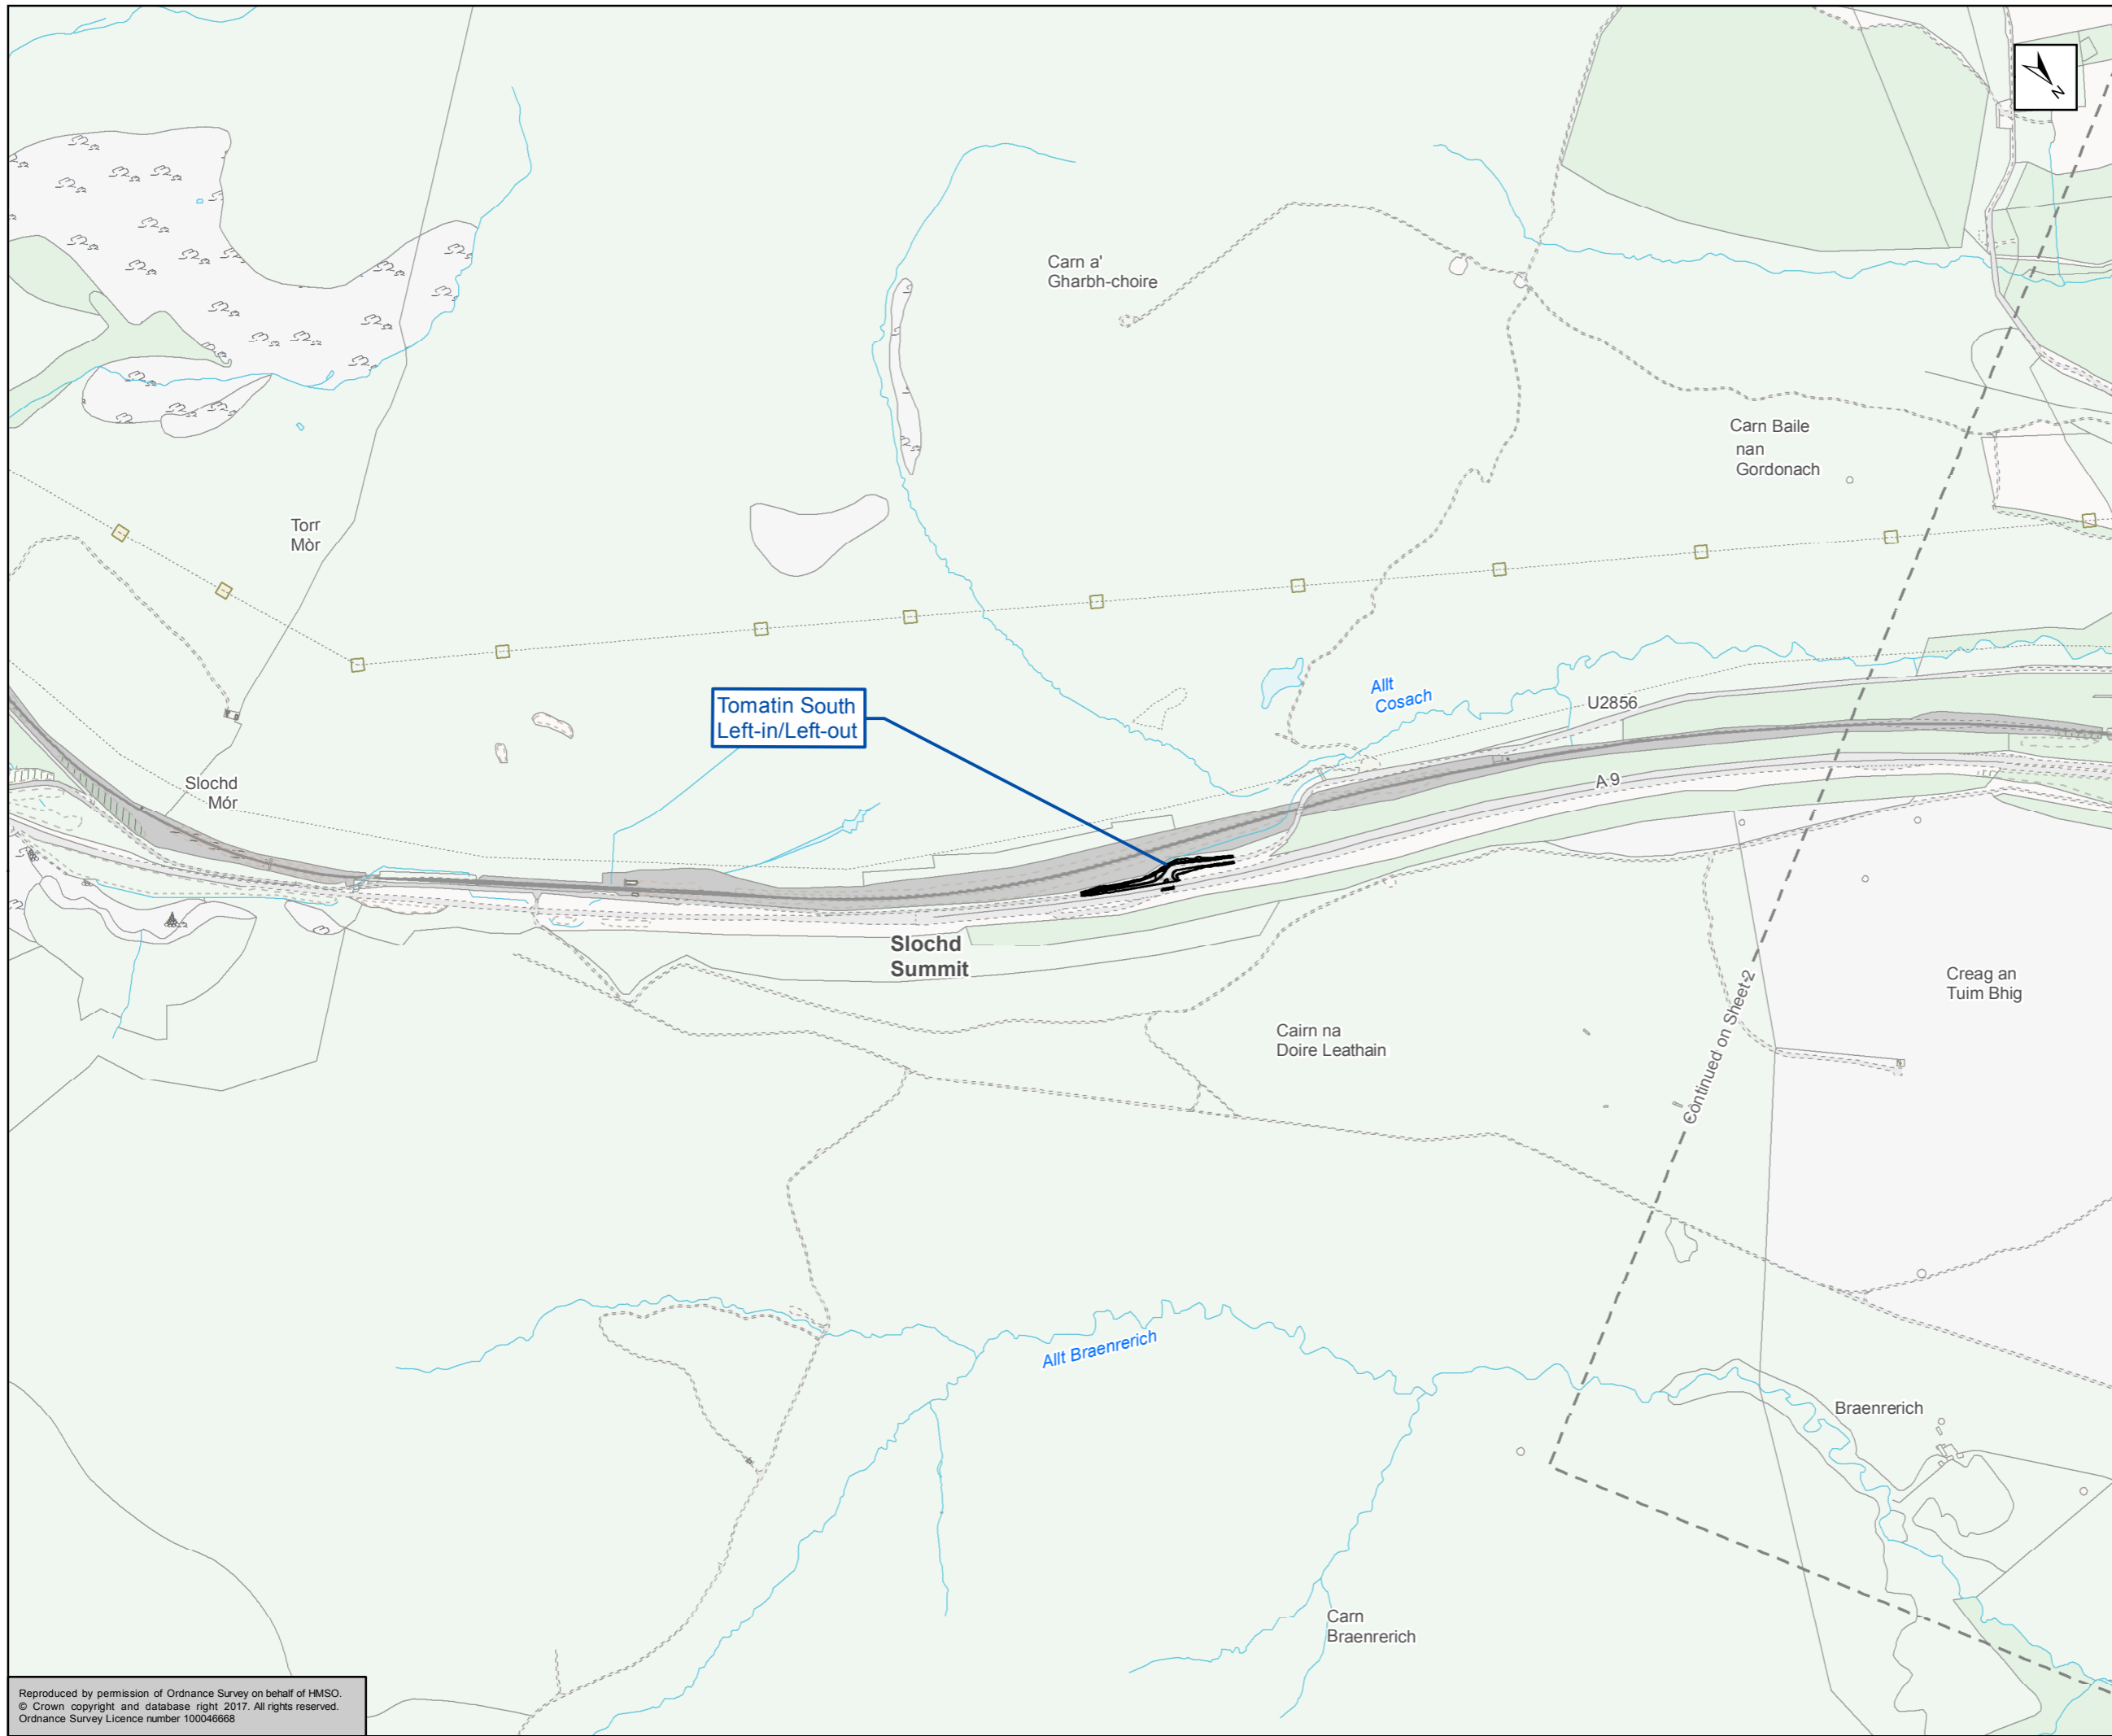 N
Carn a'
Gharbh-choire
Carn Baile
nan
Gordonach
Torr
Mòr
Allt
Cosach
U2856
Tomatin South
Left-in/Left-out
Slochd
Mór
A 9
Slochd
Summit
Creag an
Tuim Bhig
Cairn na
Doire Leathain
Continued on Sheet 2
Allt Braenrerich
Braenrerich
Carn
Braenrerich
Reproduced by permission of Ordnance Survey on behalf of HMSO.
© Crown copyright and database right 2017. All rights reserved.
Ordnance Survey Licence number 100046668